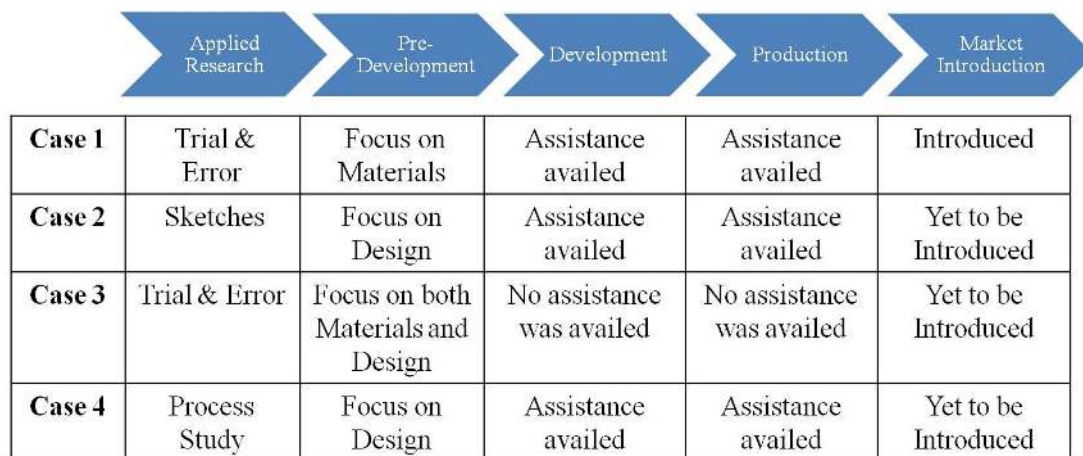 Applied
Research
Pre-
Development
Development
Production
Market
Introduction
Case 1
Trial &
Error
Focus on
Materials
Assistance
availed
Assistance
availed
Introduced
Case 2
Sketches
Focus on
Design
Assistance
availed
Assistance
availed
Yet to be
Introduced
Case 3
Trial & Error
Focus on both
Materials and
Design
No assistance
was availed
No assistance
was availed
Yet to be
Introduced
Case 4
Process
Study
Focus on
Design
Assistance
availed
Assistance
availed
Yet to be
Introduced